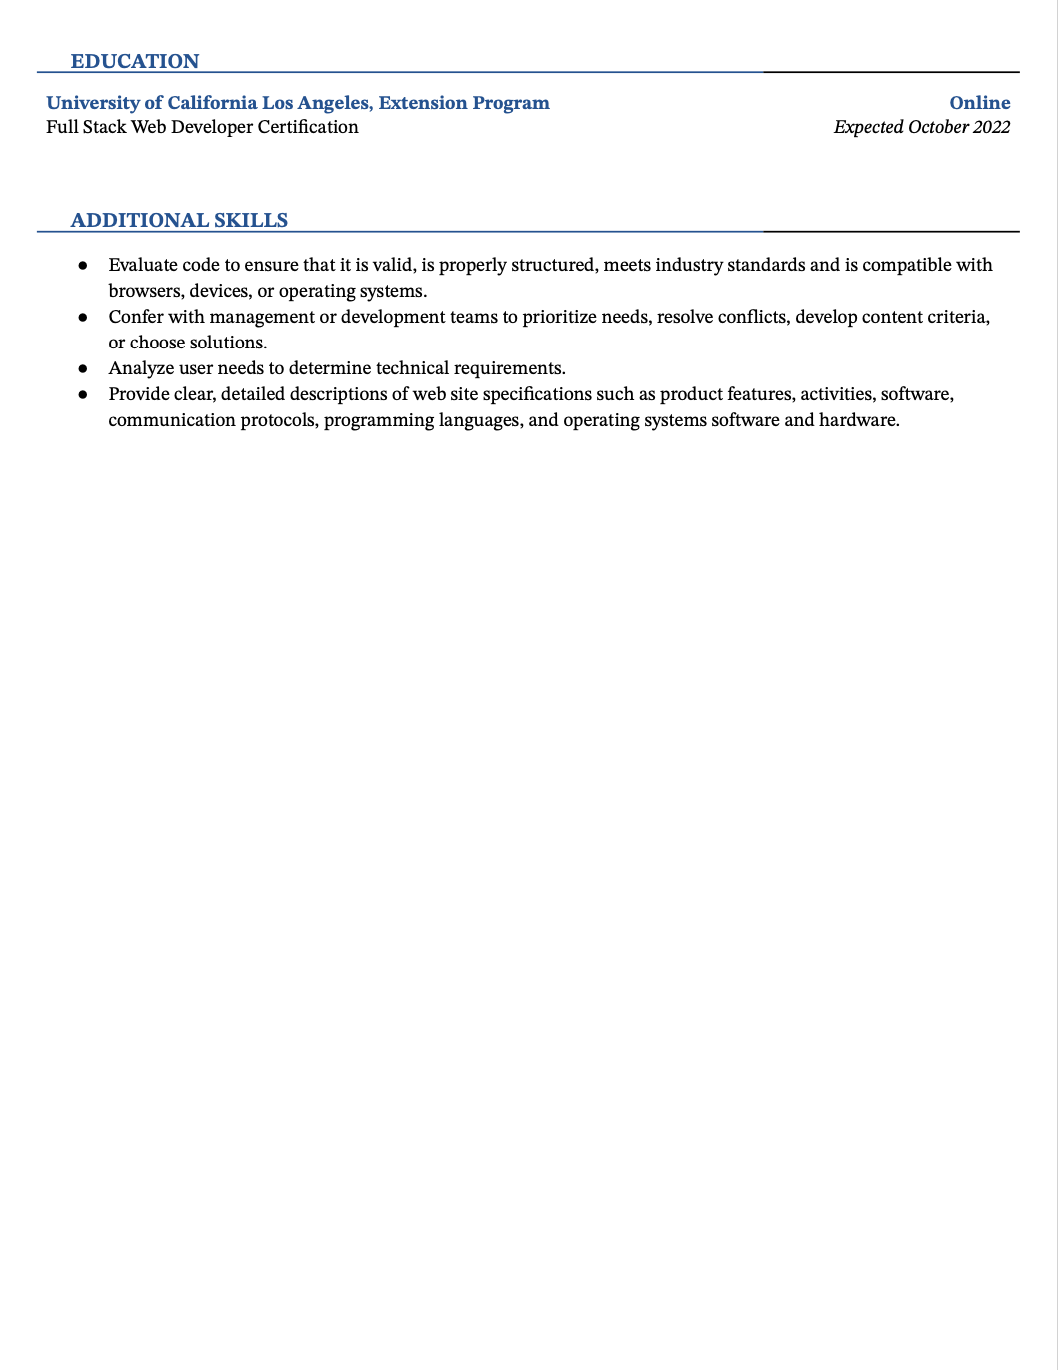 EDUCATION
University of California Los Angeles, Extension Program Online
Full Stack Web Developer Certification Expected October 2022
ADDITIONAL SKILLS
● Evaluate code to ensure that it is valid, is properly structured, meets industry standards and is compatible with
browsers, devices, or operating systems.
● Confer with management or development teams to prioritize needs, resolve conflicts, develop content criteria,
or choose solutions.
● Analyze user needs to determine technical requirements.
● Provide clear, detailed descriptions of web site specifications such as product features, activities, software,
communication protocols, programming languages, and operating systems software and hardware.